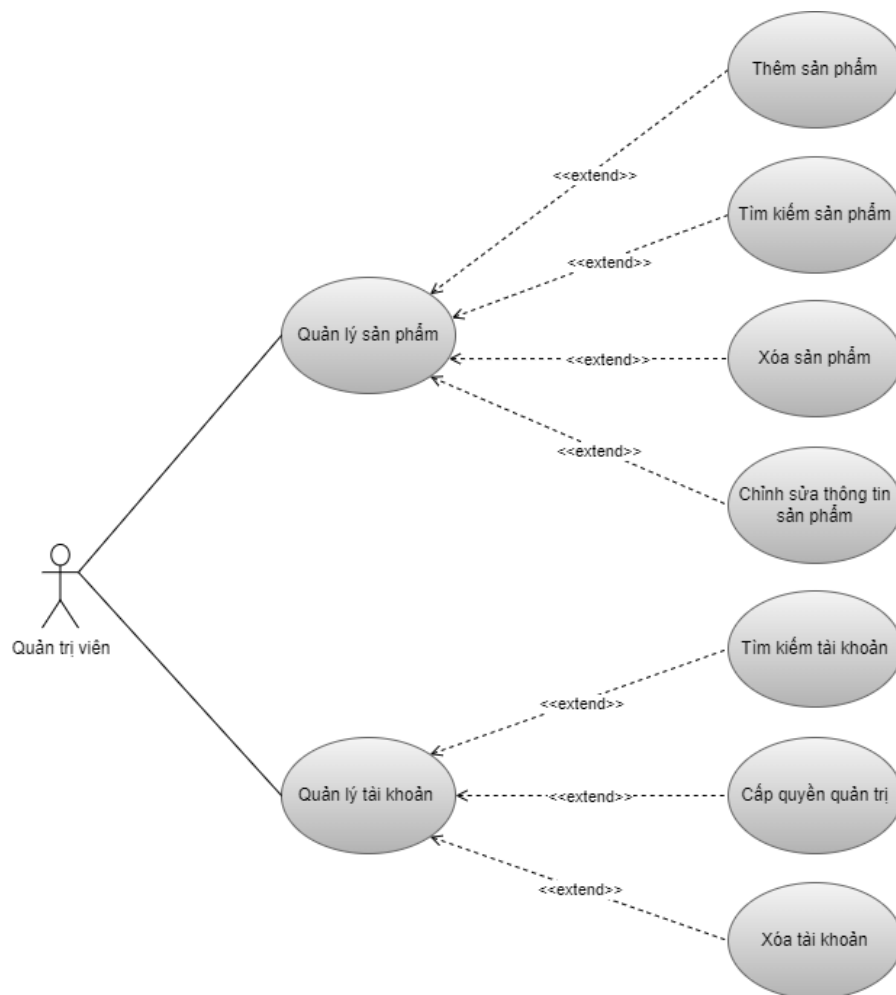 Thêm sản phẩm
<<extend>>
Tìm kiếm sản phẩm
<<extend>>
Quản lý sản phẩm
<<extend>>
Xóa sản phẩm
<<extend>>
Chỉnh sửa thông tin
sản phẩm
Quản trị viên
Tìm kiếm tài khoản
<<extend>>
Quản lý tài khoản
<<extend>>
Cấp quyền quản trị
<<extend>>
Xóa tài khoản